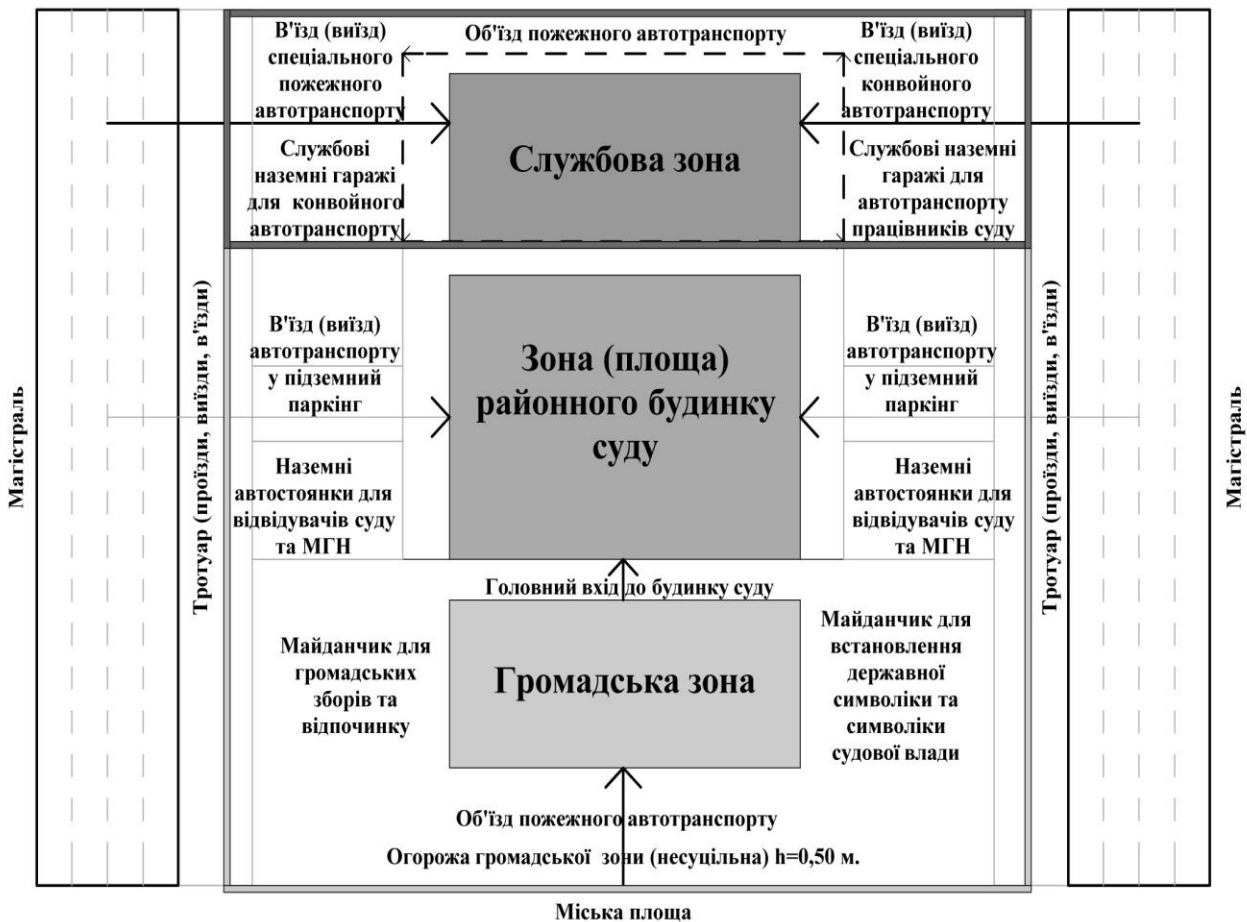 В'їзд (виїзд)
спеціального
пожежного
автотранспорту
Об'їзд пожежного автотранспорту
В'їзд (виїзд)
спеціального
конвойного
автотранспорту
Службова зона
Службові
наземні гаражі
для конвойного
автотранспорту
Службові наземні
гаражі для
автотранспорту
працівників суду
Магістраль
Тротуар (проїзди, виїзди, в'їзди)
В'їзд (виїзд)
автотранспорту
у підземний
паркінг
Зона (площа)
районного будинку
суду
В'їзд (виїзд)
автотранспорту
у підземний
паркінг
Тротуар (проїзди, виїзди, в'їзди)
Магістраль
Наземні
автостоянки для
відвідувачів суду
та МГН
Наземні
автостоянки для
відвідувачів суду
та МГН
Головний вхід до будинку суду
Майданчик для
громадських
зборів та
відпочинку
Громадська зона
Майданчик для
встановлення
державної
символіки та
символіки
судової влади
Об'їзд пожежного автотранспорту
Огорожа громадської зони (несуцільна) h=0,50 м.
Міська площа